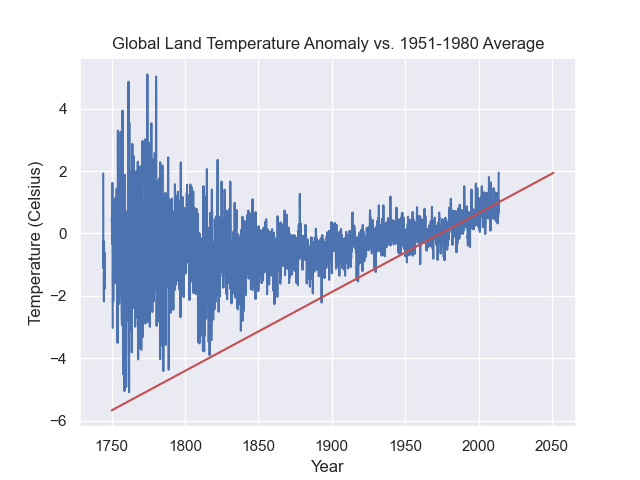 Global Land Temperature Anomaly vs. 1951-1980 Average
Temperature (Celsius)
4
2
0
−2
−4
−6
1750 1800 1850 1900 1950 2000 2050
Year